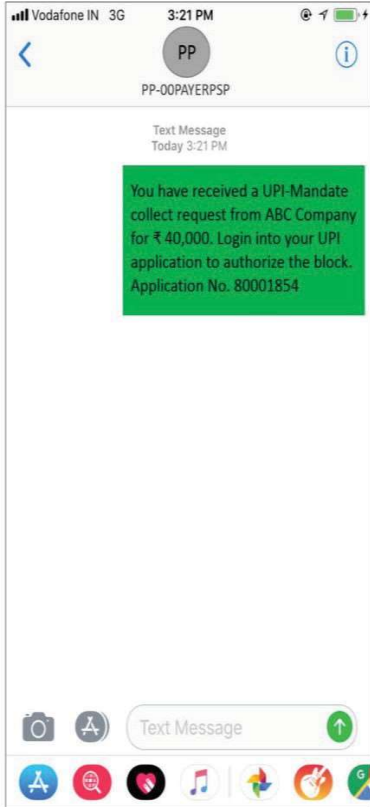 Vodafone IN 3G 3:21 PM
PP
PP-00PAYERPSP
Text Message
Today 3:21 PM
You have received a UPI-Mandate
collect request from ABC Company
for ₹ 40,000. Login into your UPI
application to authorize the block.
Application No. 80001854
Text Message
G